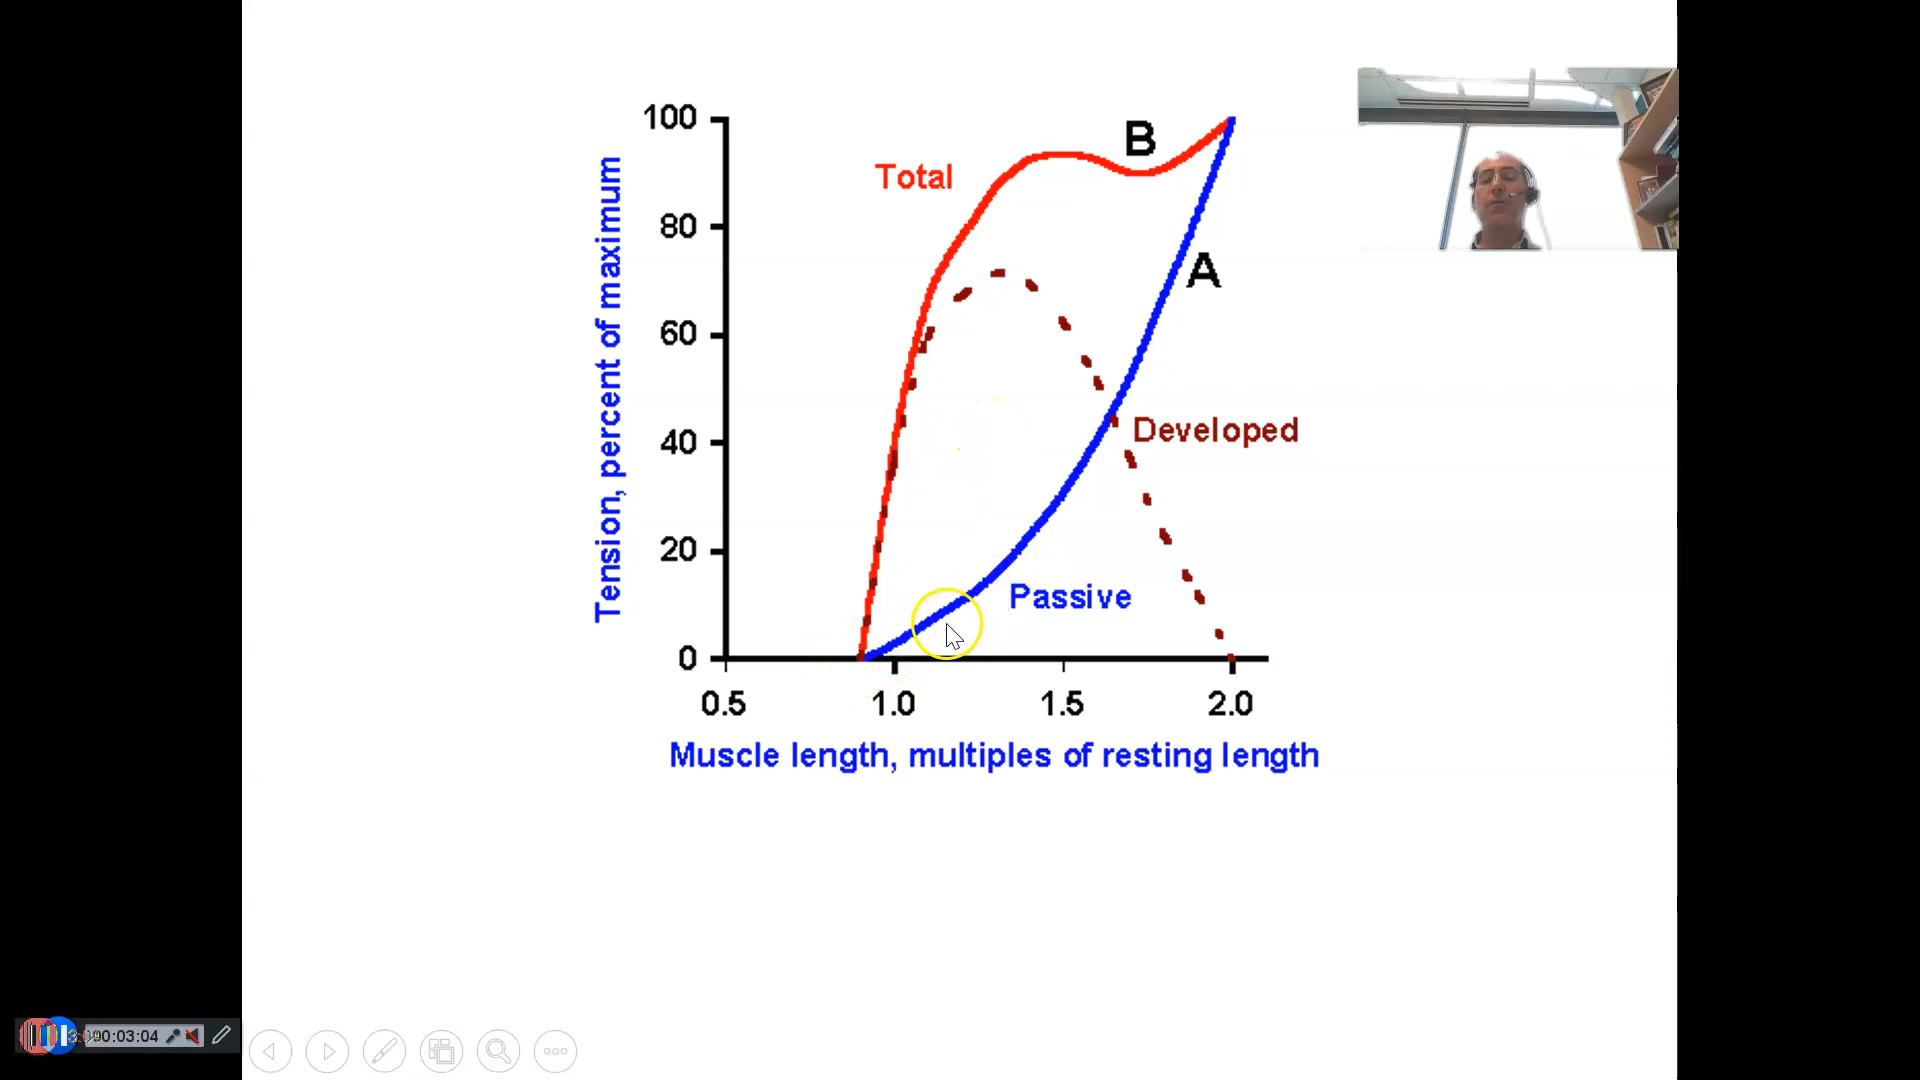 100
B
Total
80
A
60
Developed
40
20
Passive
0
0.5 1.0 1.5 2.0
Tension, percent of maximum
Muscle length, multiples of resting length
00:03:04